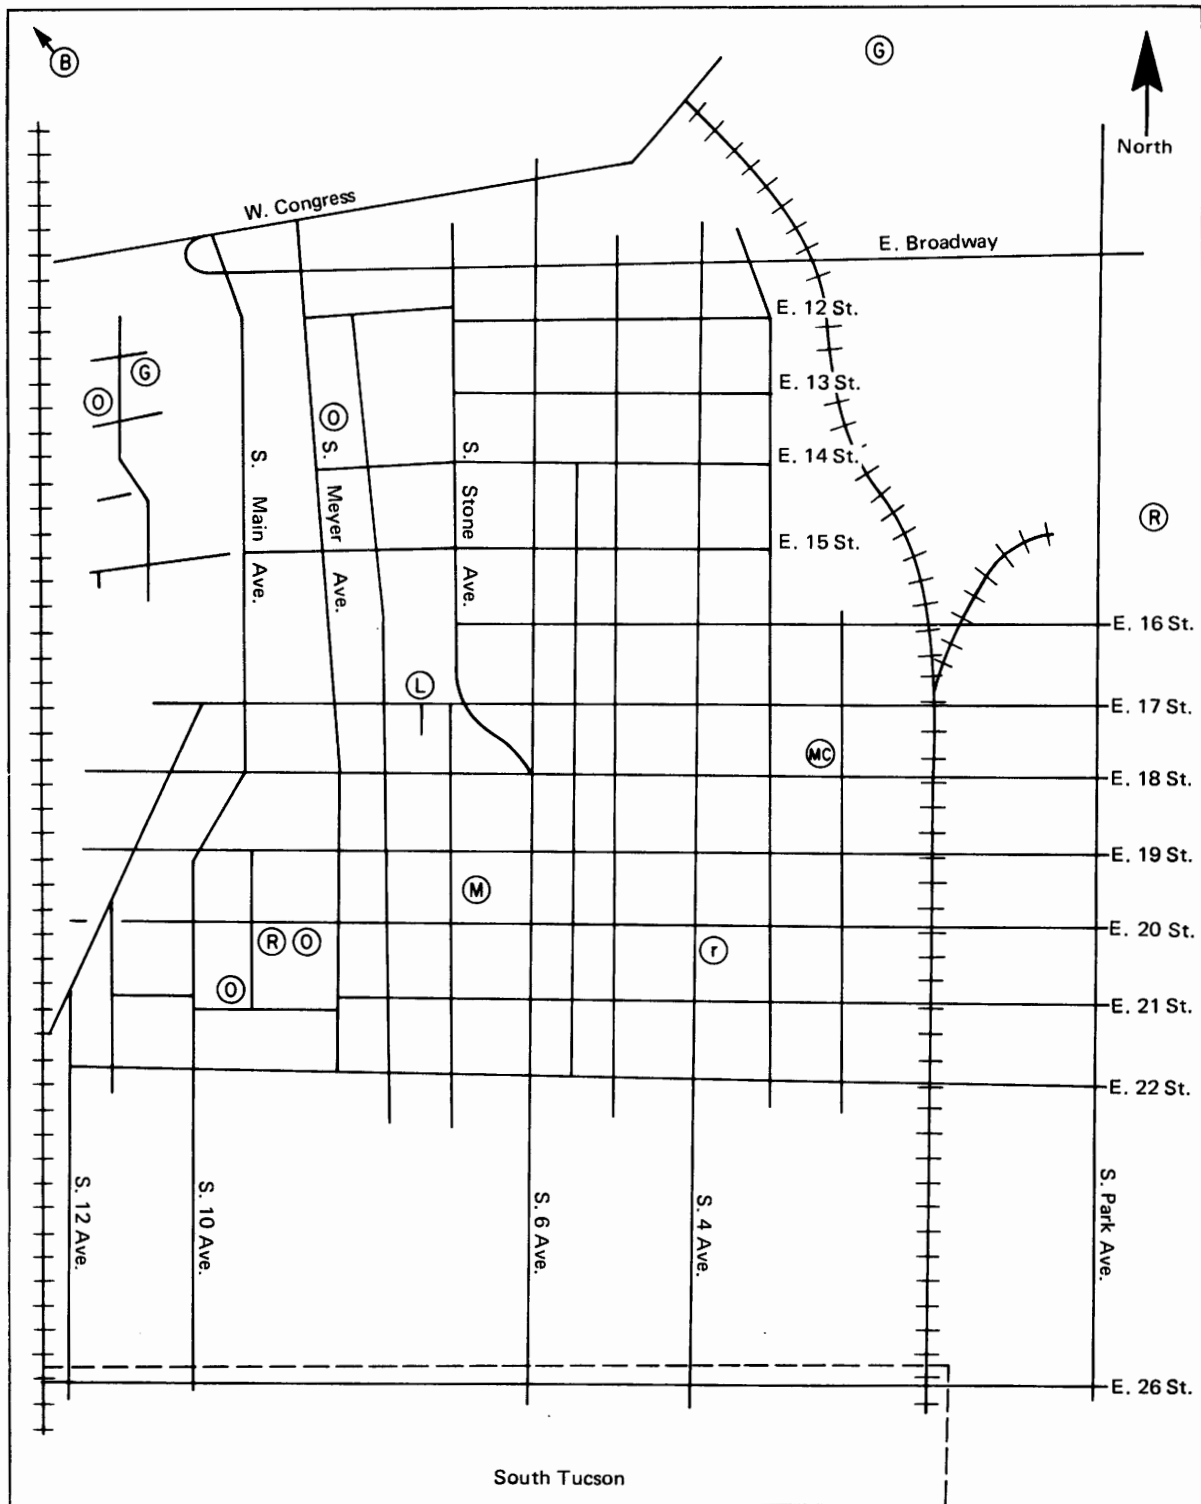 B
G
North
W. Congress
E. Broadway
E. 12 St.
G
E. 13 St.
O
O
S. Main Ave.
S. Meyer Ave.
S. Stone Ave.
E. 14 St.
R
E. 15 St.
E. 16 St.
L
E. 17 St.
MC
E. 18 St.
E. 19 St.
M
E. 20 St.
R
O
r
O
E. 21 St.
E. 22 St.
S. 12 Ave.
S. 10 Ave.
S. 6 Ave.
S. 4 Ave.
S. Park Ave.
E. 26 St.
South Tucson